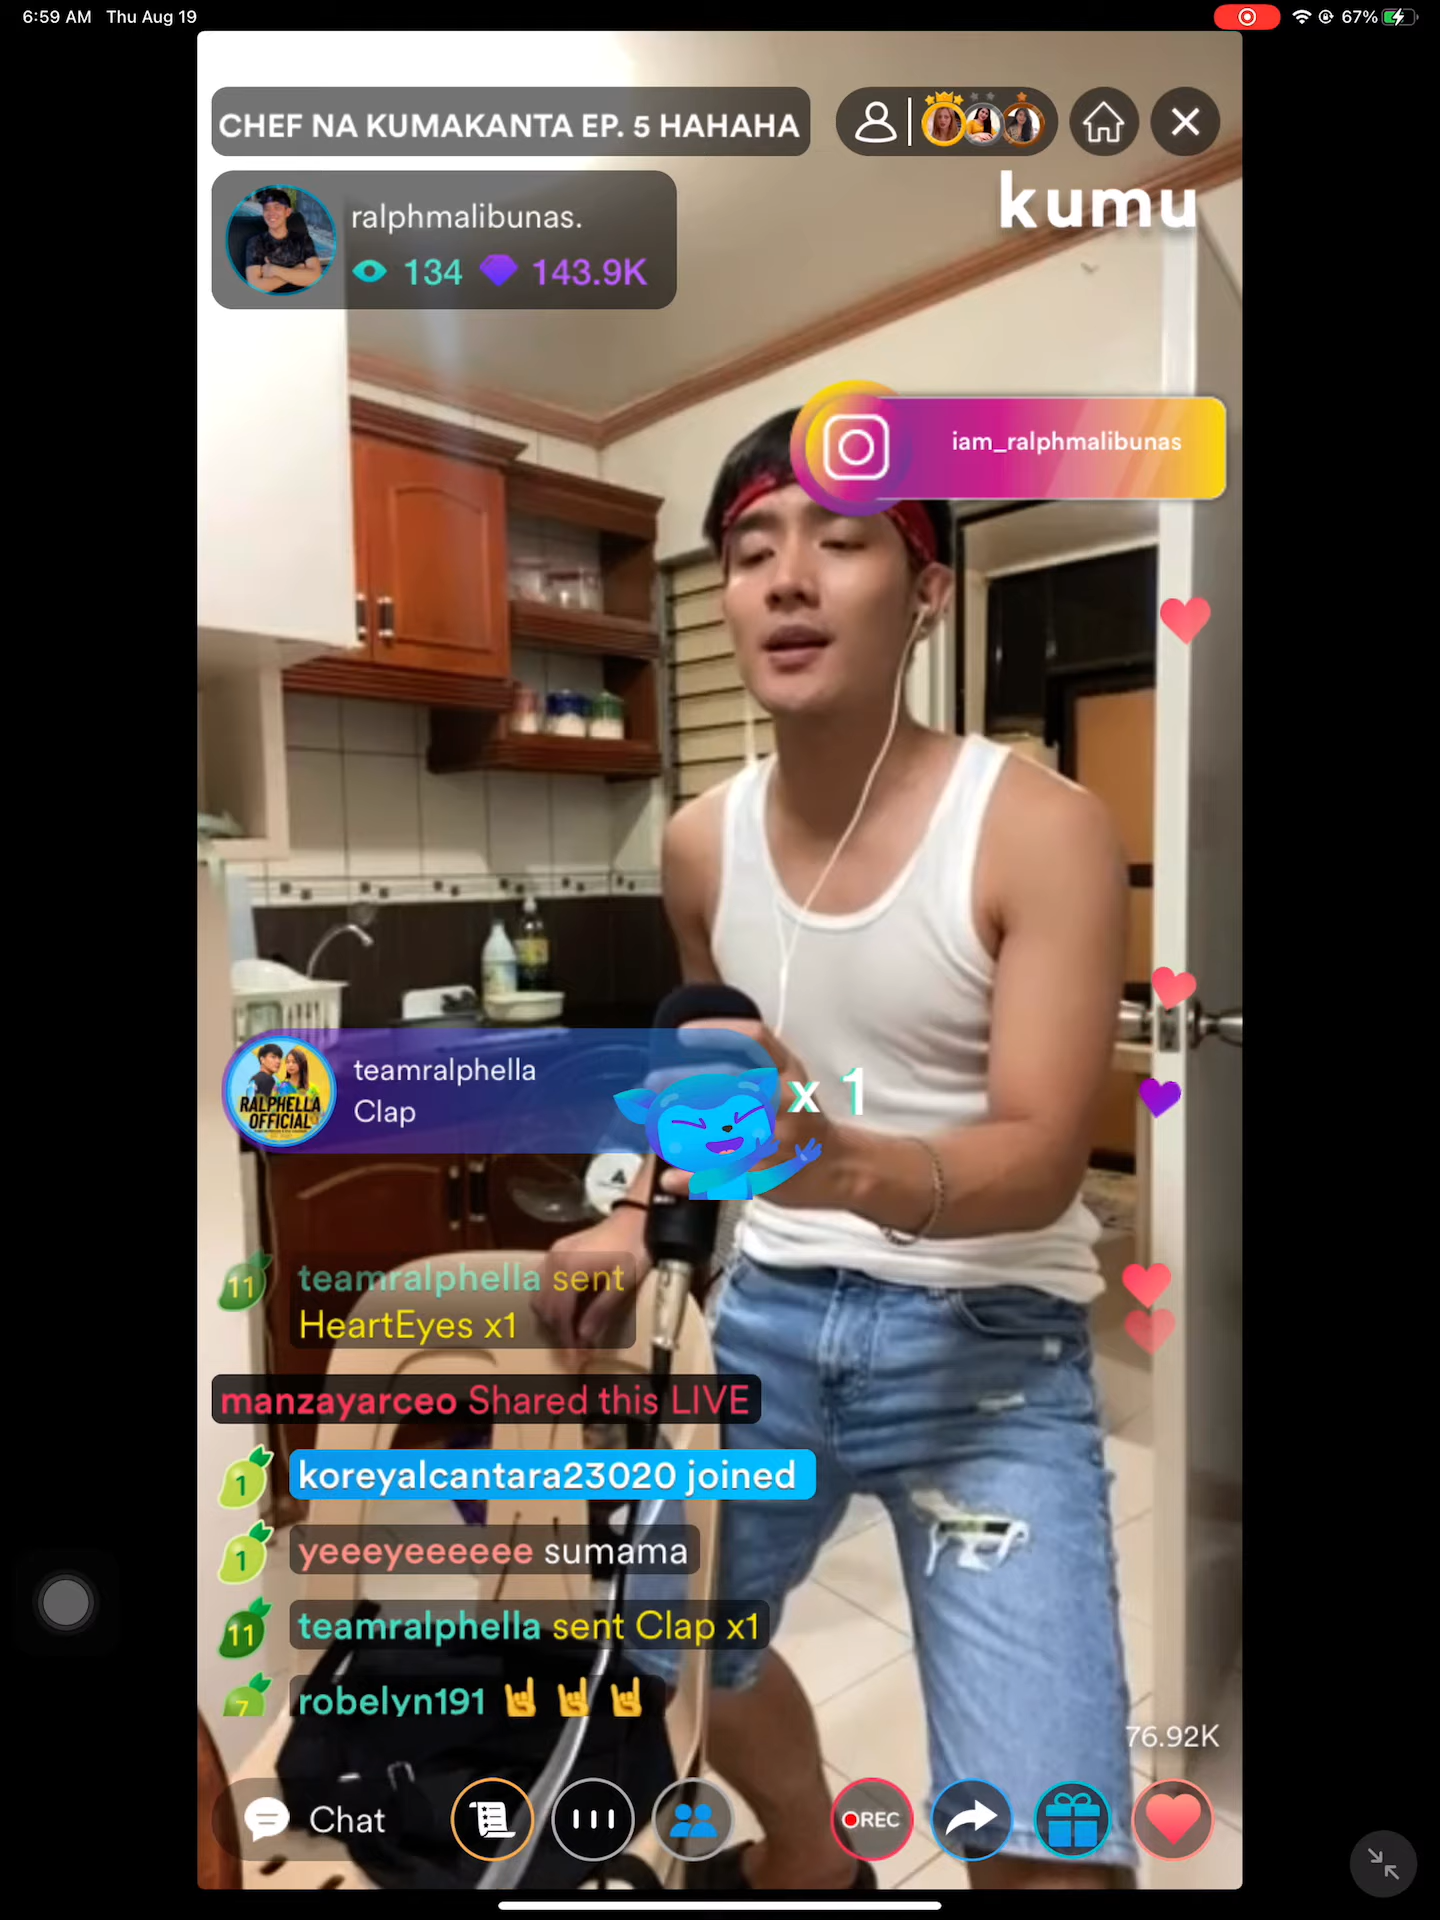 6:59 AM Thu Aug 19
67%
CHEF NA KUMAKANTA EP. 5 HAHAHA
kumu
ralphmalibunas.
134 143.9K
iam_ralphmalibunas
RALPHELLA
OFFICIAL
teamralphella
Clap
x 1
11 teamralphella sent
HeartEyes x1
manzayarceo Shared this LIVE
1 koreyalcantara23020 joined
1 yeeeyeeeeee sumama
11 teamralphella sent Clap x1
7 robelyn191 🤘 🤘 🤘
76.92K
Chat
REC